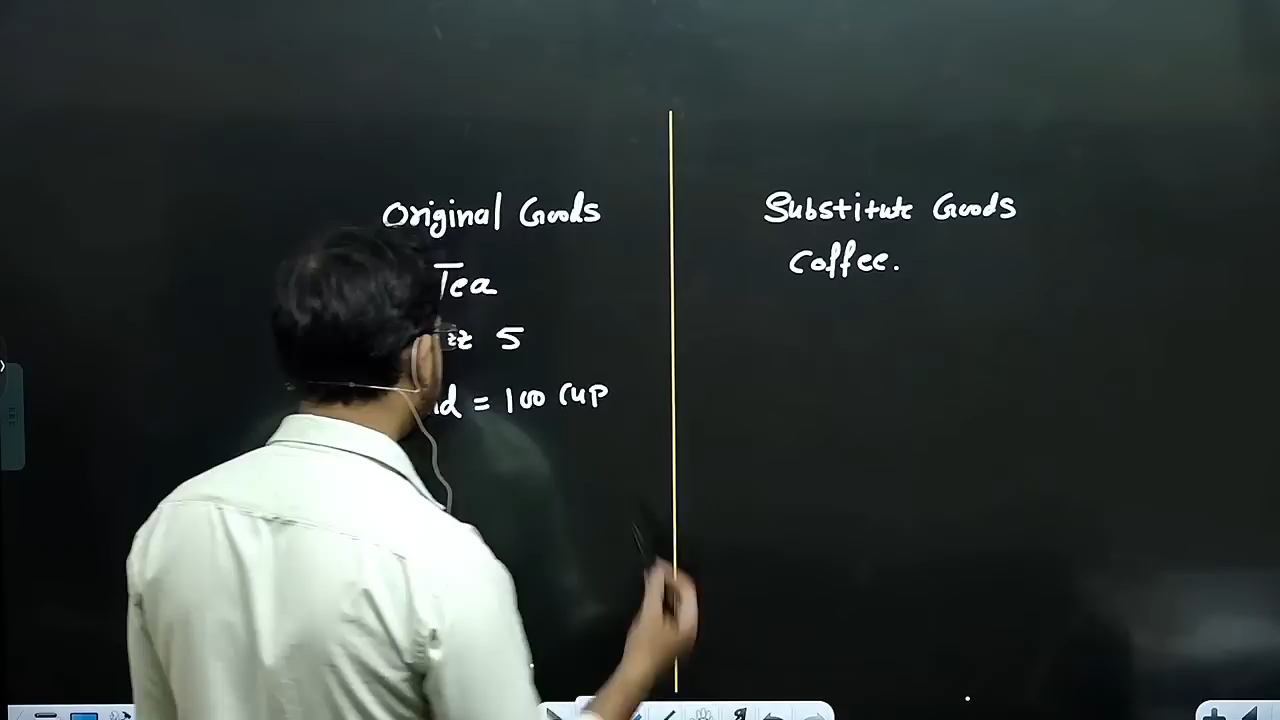 Original Goods
Tea
5
= 100 Cup
Substitute Goods
Coffee.